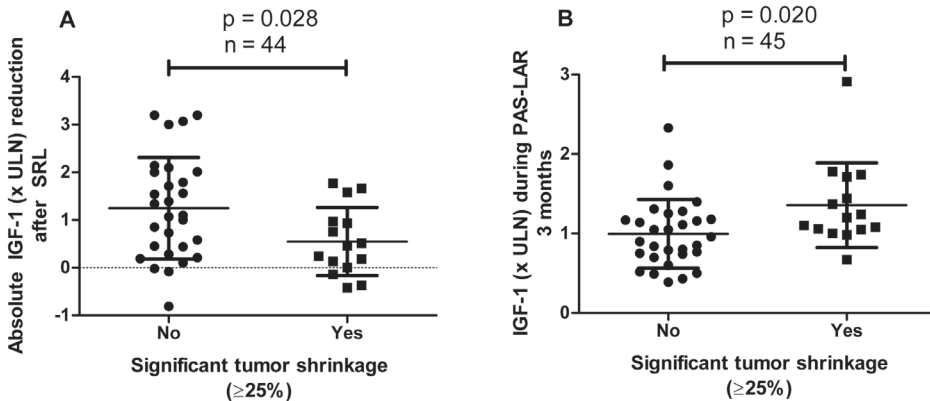 A
p = 0.028
n = 44
Absolute IGF-1 (x ULN) reduction
after SRL
4
3
2
1
0
-1
No
Yes
Significant tumor shrinkage
(≥25%)
B
p = 0.020
n = 45
IGF-1 (x ULN) during PAS-LAR
3 months
3
2
1
0
No
Yes
Significant tumor shrinkage
(≥25%)